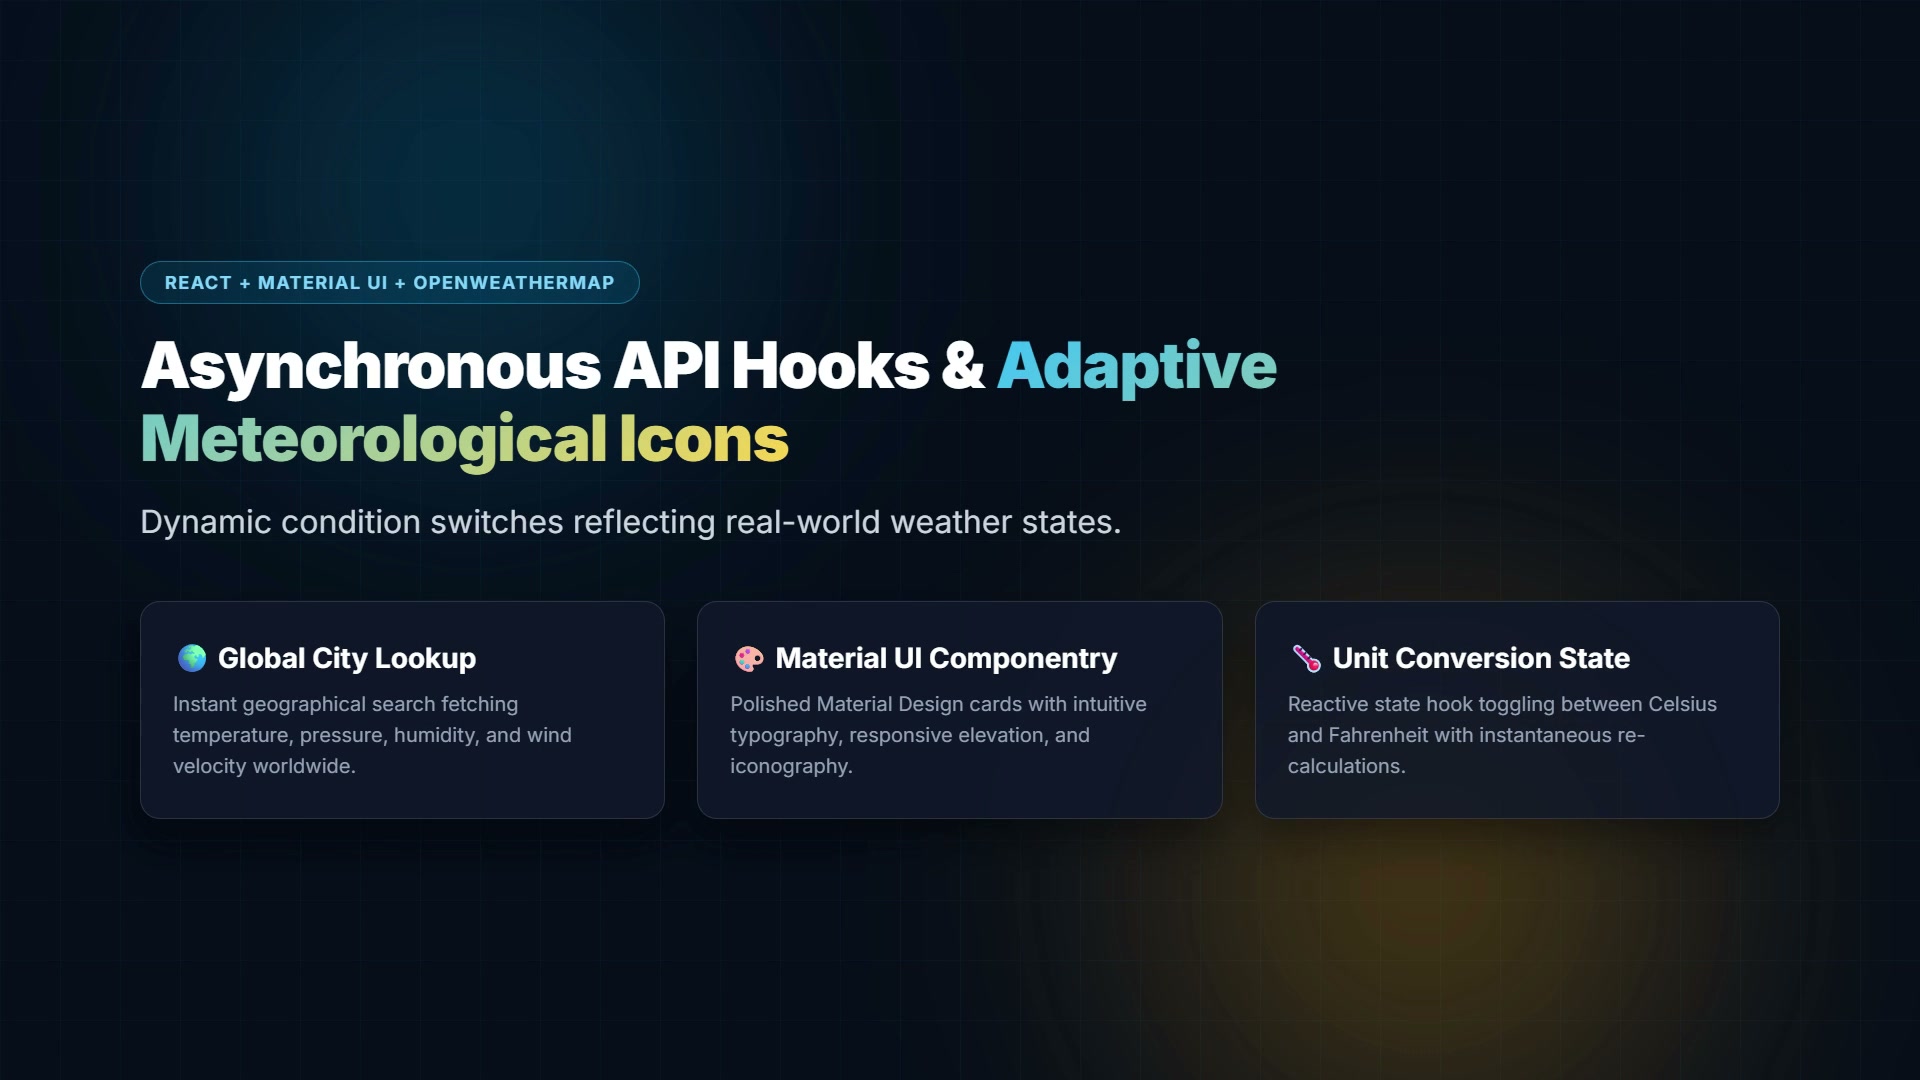 REACT + MATERIAL UI + OPENWEATHERMAP
Asynchronous API Hooks & Adaptive
Meteorological Icons
Dynamic condition switches reflecting real-world weather states.
Global City Lookup
Instant geographical search fetching
temperature, pressure, humidity, and wind
velocity worldwide.
Material UI Componentry
Polished Material Design cards with intuitive
typography, responsive elevation, and
iconography.
Unit Conversion State
Reactive state hook toggling between Celsius
and Fahrenheit with instantaneous re-
calculations.